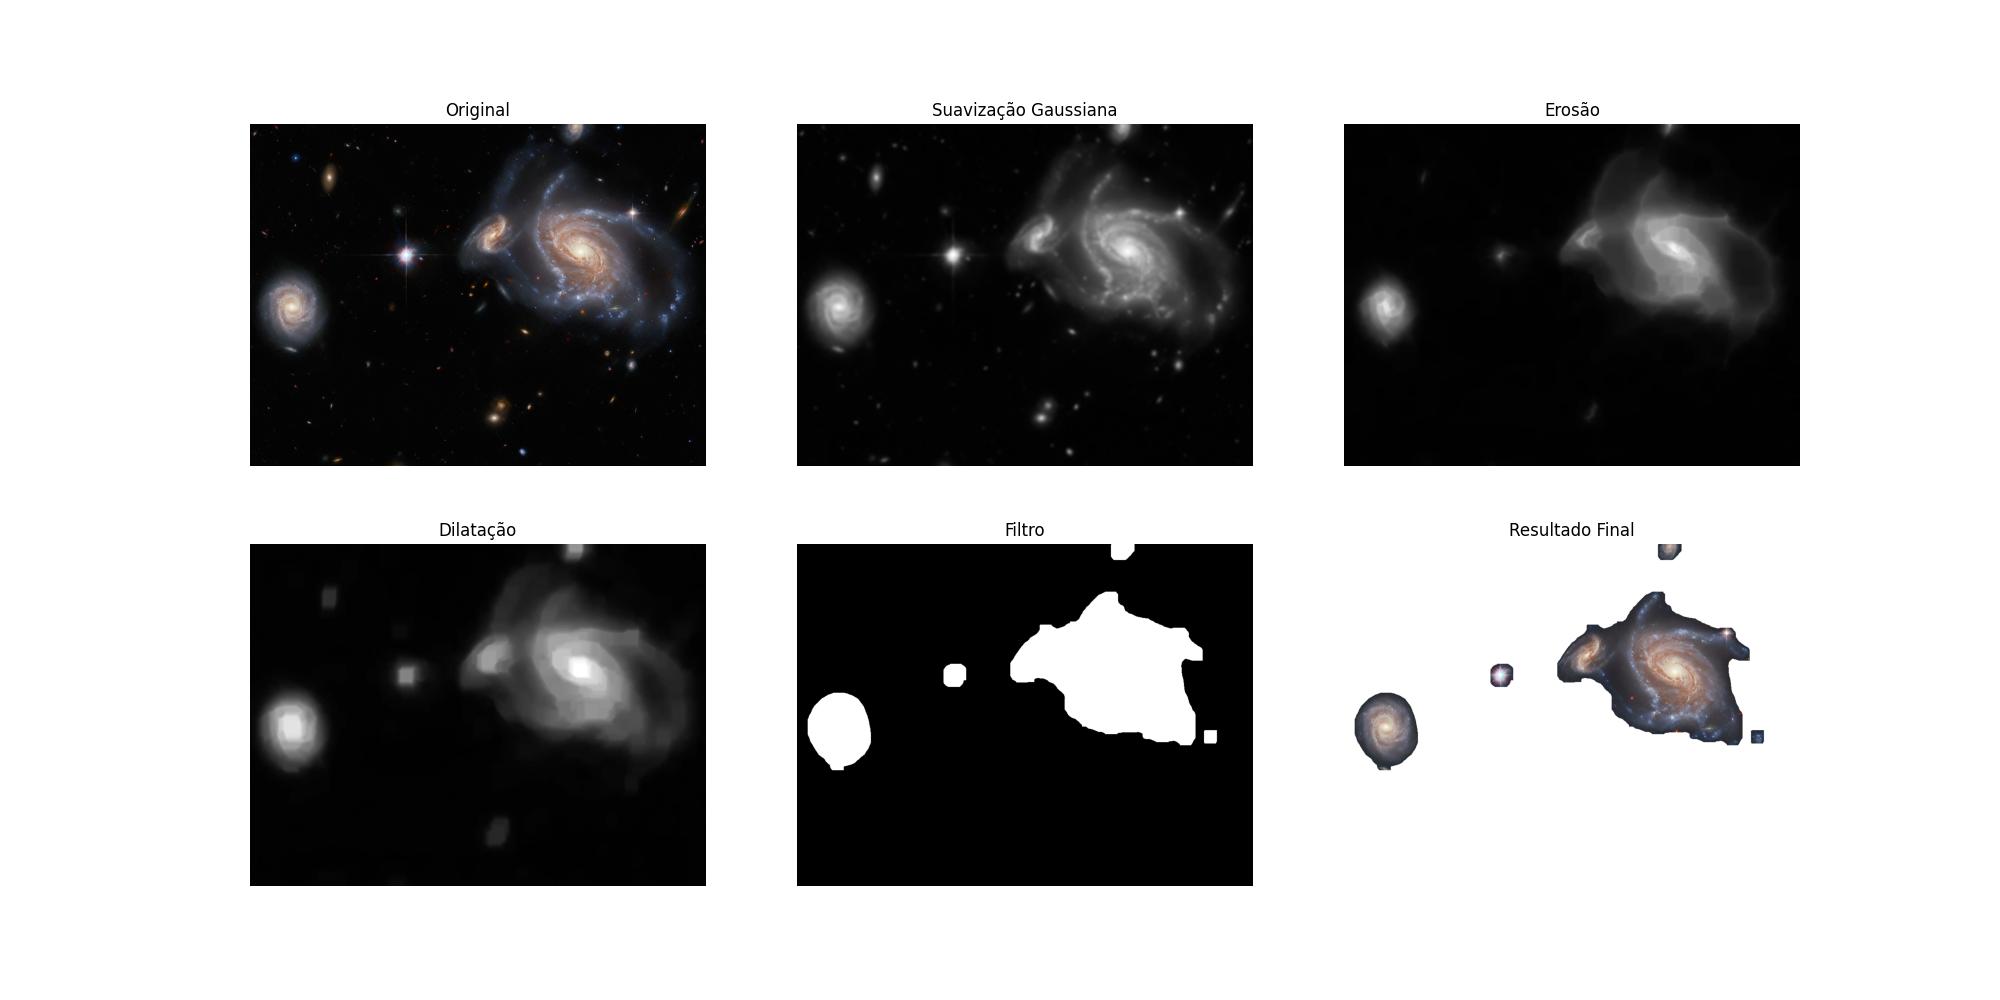 Original
Suavização Gaussiana
Erosão
Dilatação
Filtro
Resultado Final